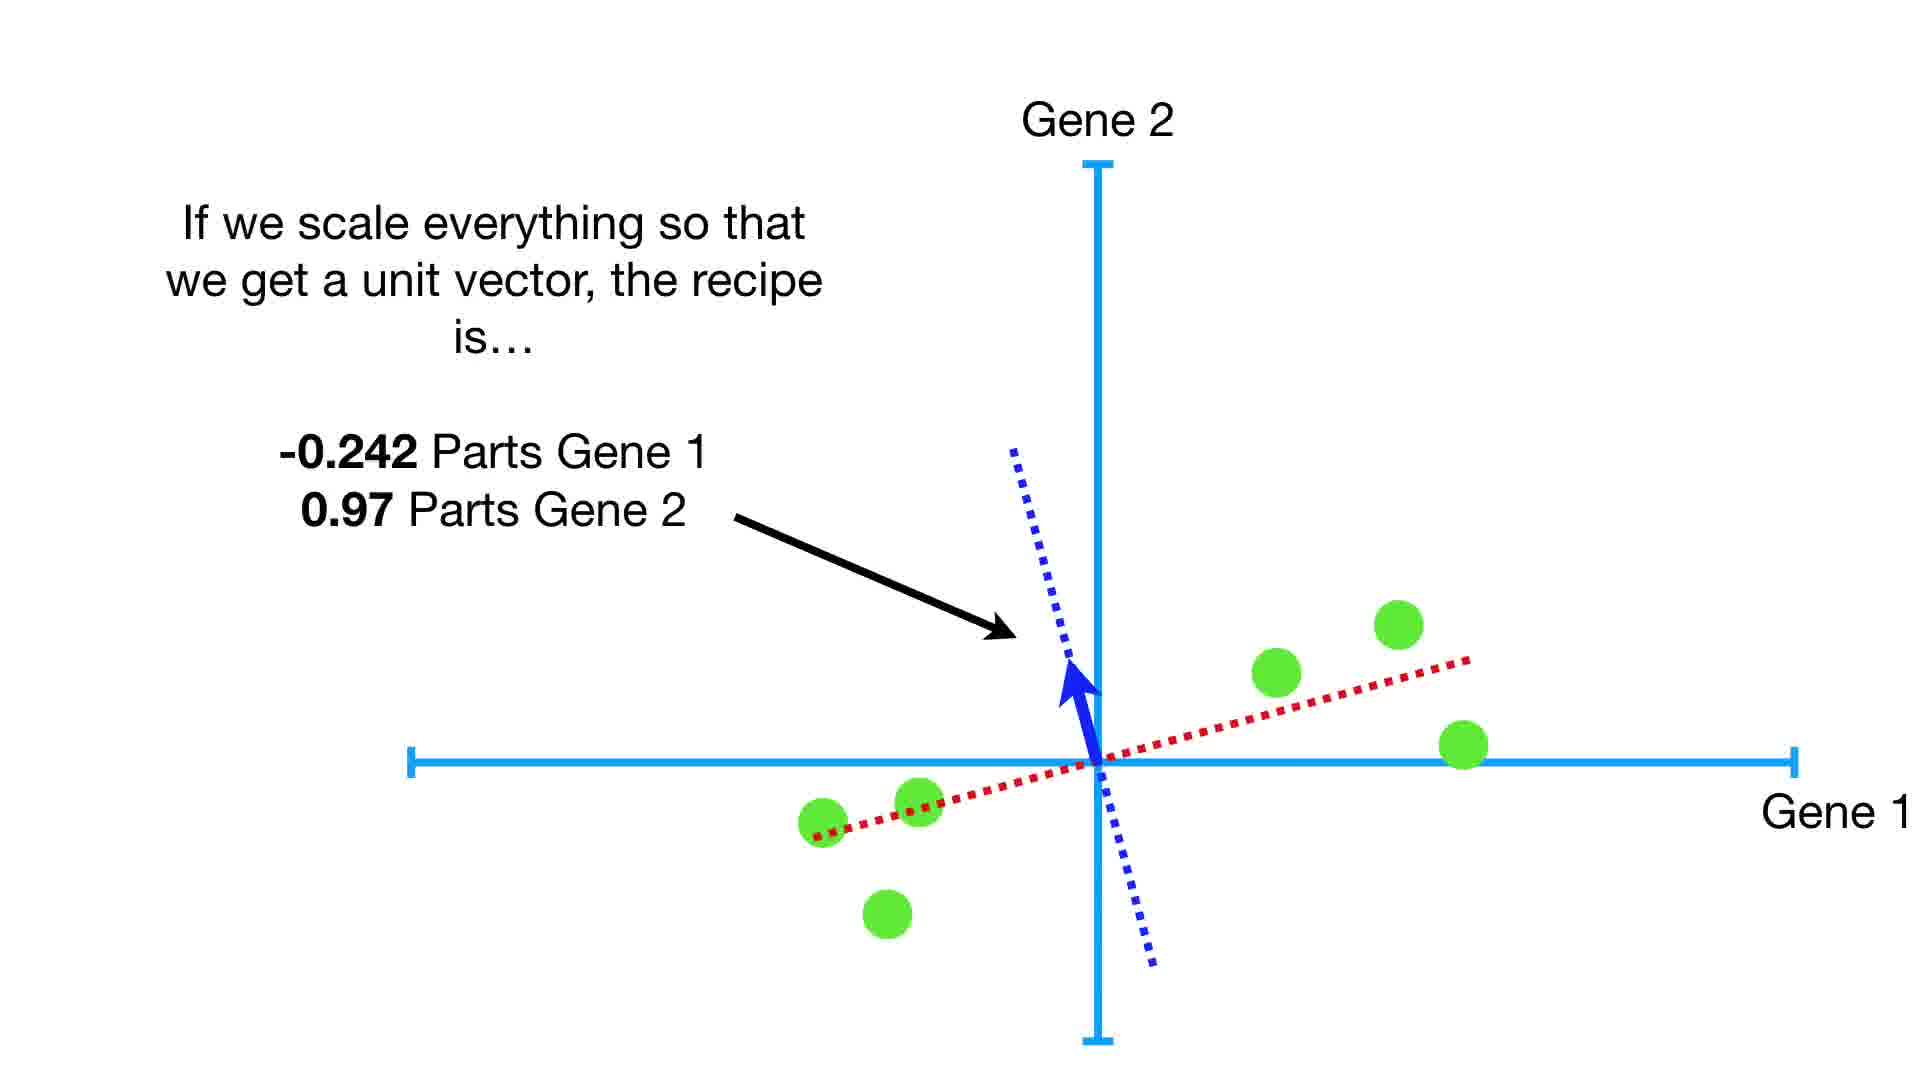 Gene 2
If we scale everything so that
we get a unit vector, the recipe
is…
-0.242 Parts Gene 1
0.97 Parts Gene 2
Gene 1